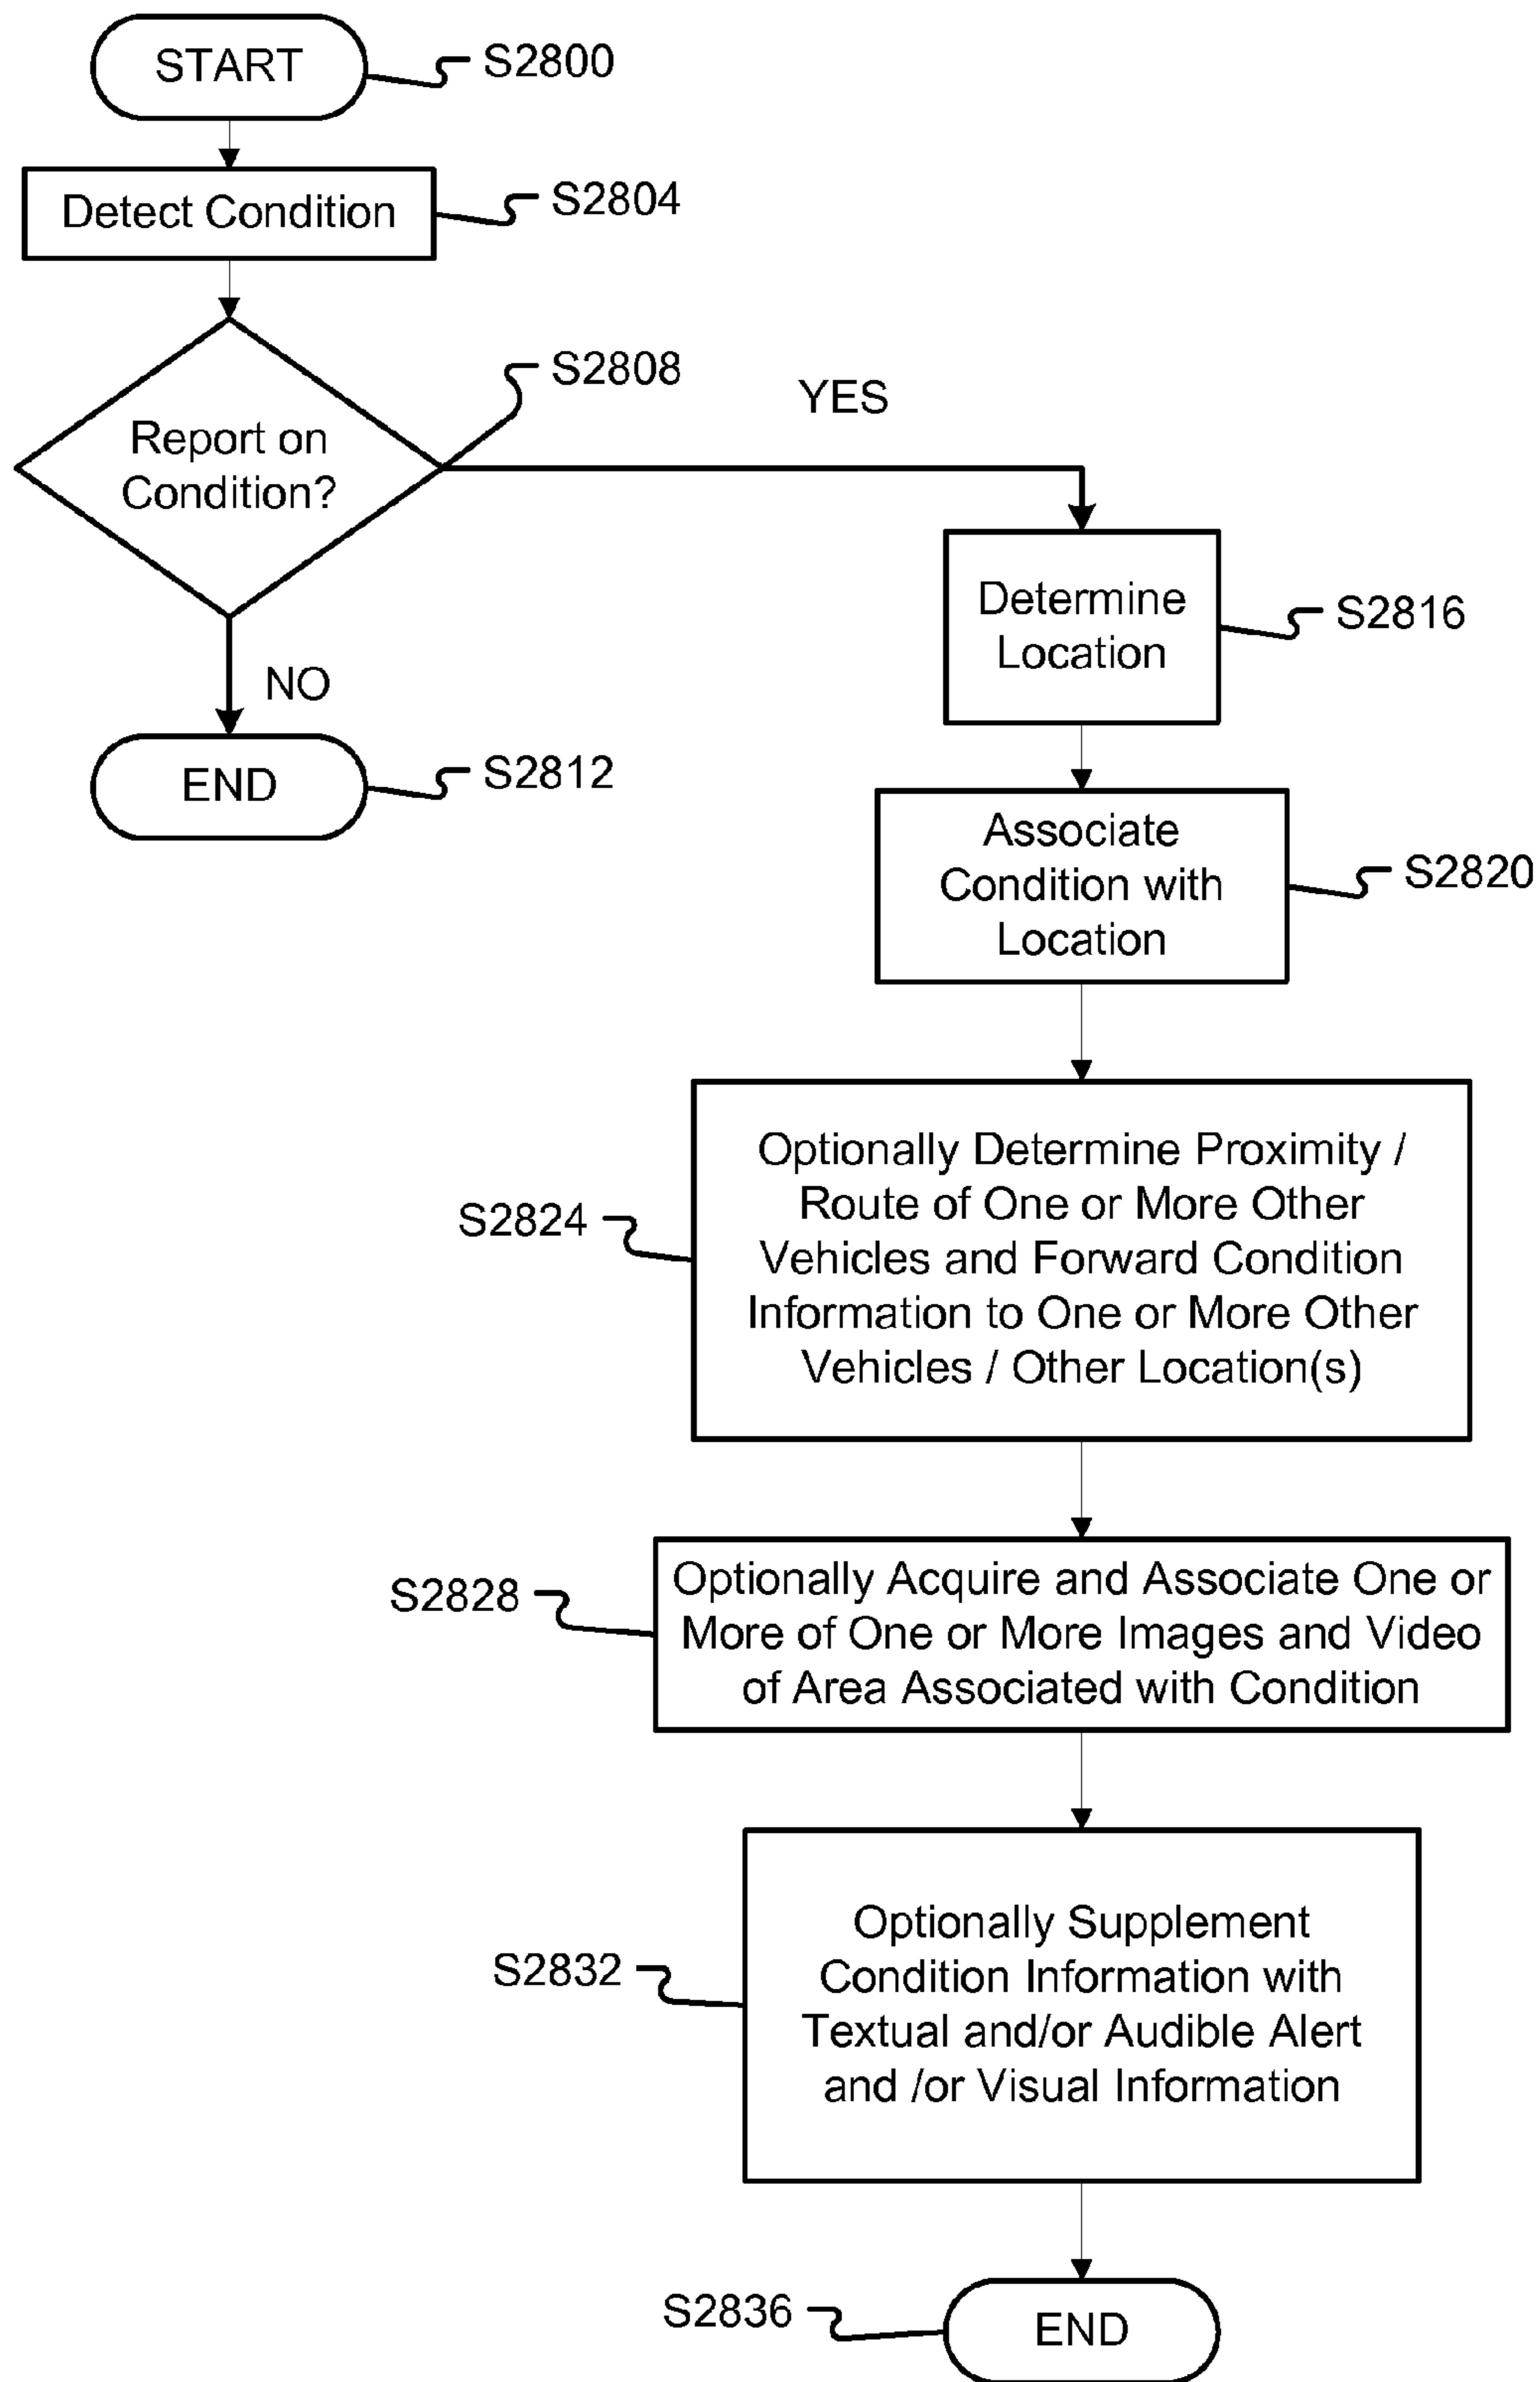 START
S2800
Detect Condition
S2804
Report on
Condition?
S2808
YES
NO
END
S2812
Determine
Location
S2816
Associate
Condition with
Location
S2820
Optionally Determine Proximity /
Route of One or More Other
Vehicles and Forward Condition
Information to One or More Other
Vehicles / Other Location(s)
S2824
Optionally Acquire and Associate One or
More of One or More Images and Video
of Area Associated with Condition
S2828
Optionally Supplement
Condition Information with
Textual and/or Audible Alert
and /or Visual Information
S2832
END
S2836